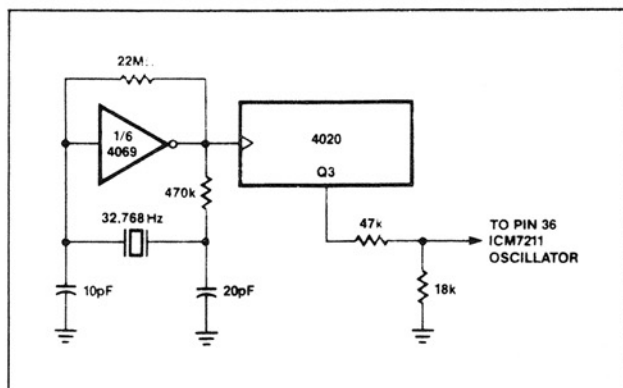 22M
1/6
4069
4020
Q3
470k
32,768 Hz
47k
TO PIN 36
ICM7211
OSCILLATOR
10pF
20pF
18k